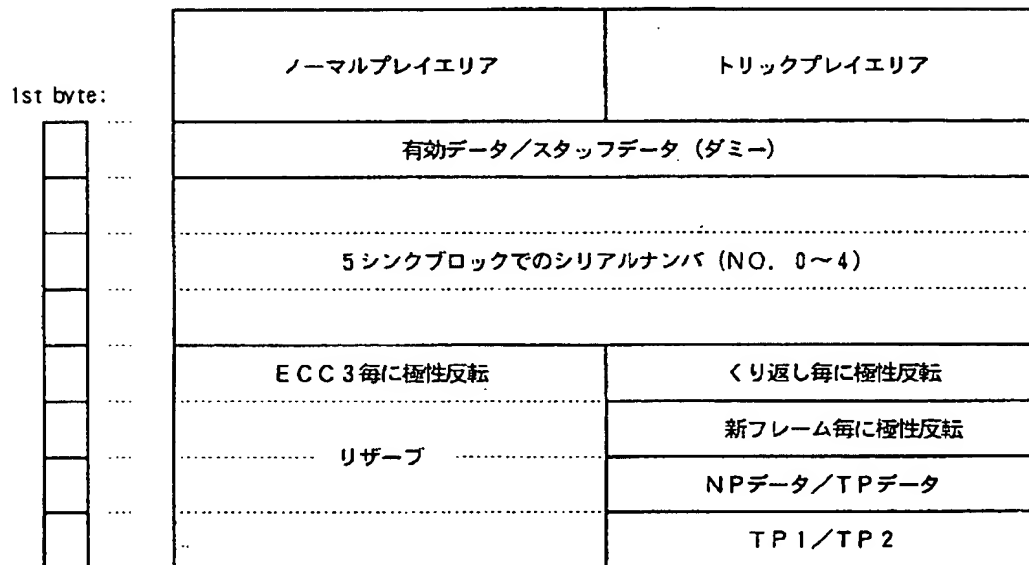 ノーマルプレイエリア トリックプレイエリア
1st byte:
有効データ／スタッフデータ（ダミー）
5シンクブロックでのシリアルナンバ（NO. 0～4）
ECC3毎に極性反転 くり返し毎に極性反転
新フレーム毎に極性反転
リザーブ
NPデータ／TPデータ
TP1／TP2